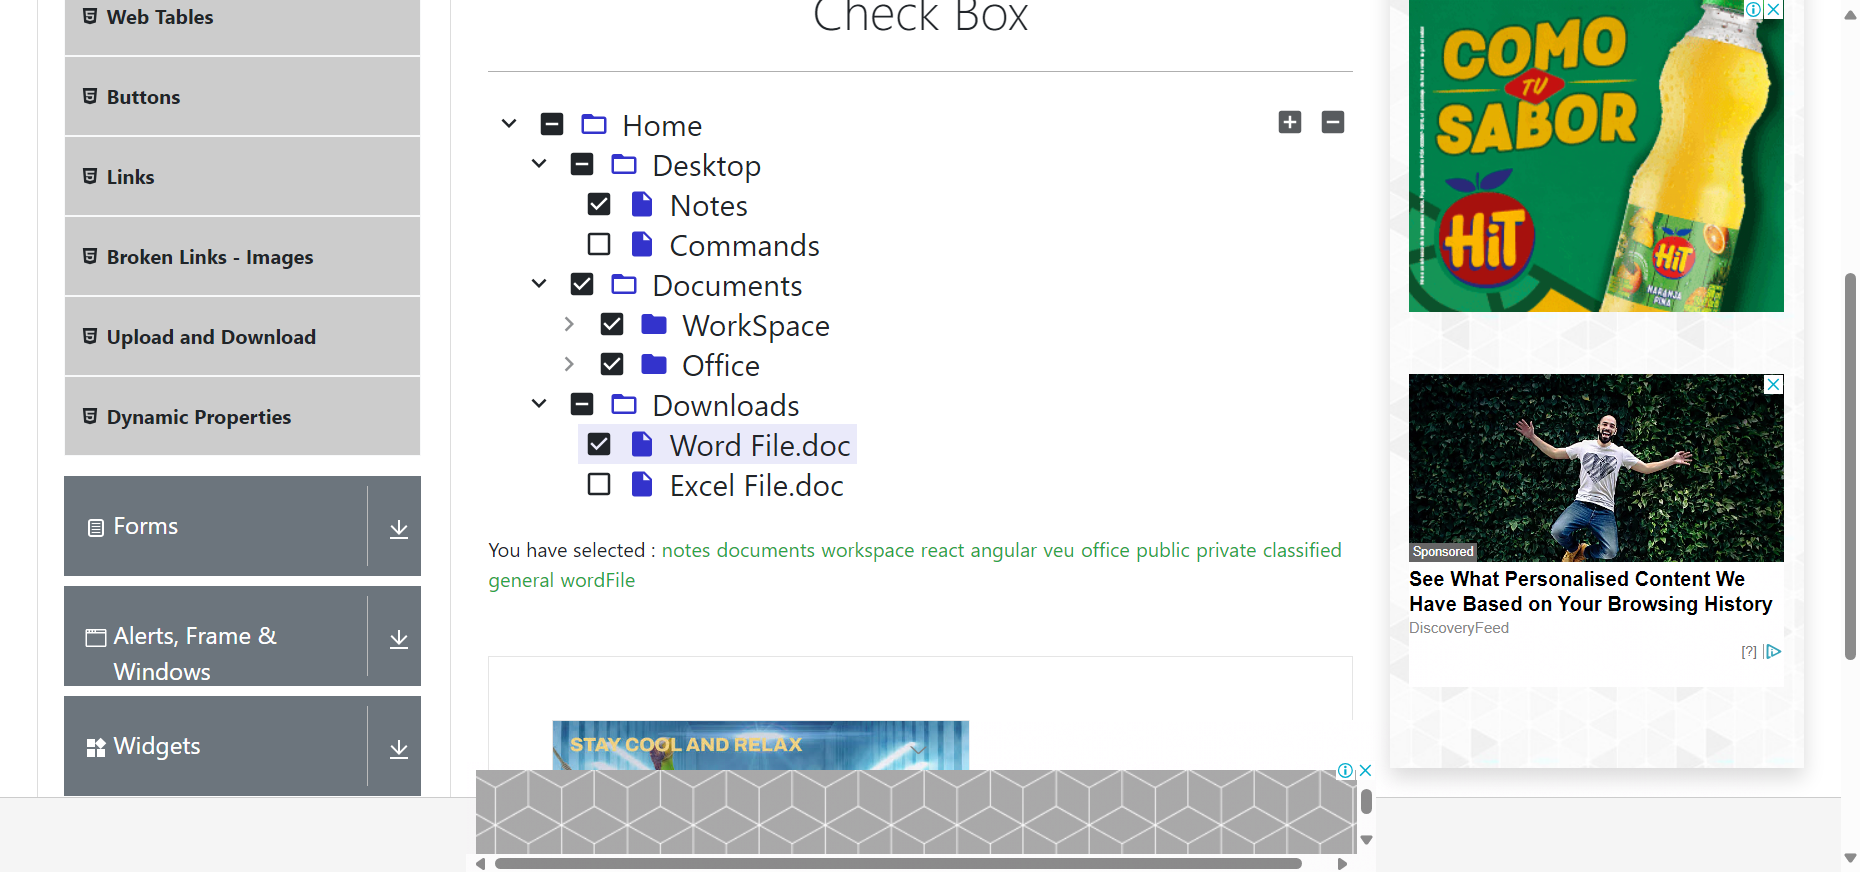 Web Tables
Buttons
Links
Broken Links - Images
Upload and Download
Dynamic Properties
Forms
Alerts, Frame &
Windows
Widgets
Check Box
Home
Desktop
Notes
Commands
Documents
WorkSpace
Office
Downloads
Word File.doc
Excel File.doc
You have selected : notes documents workspace react angular veu office public private classified
general wordFile
STAY COOL AND RELAX
COMO
TU
SABOR
HiT
HiT
NARANJA
PIÑA
Sponsored
See What Personalised Content We
Have Based on Your Browsing History
DiscoveryFeed
[?]